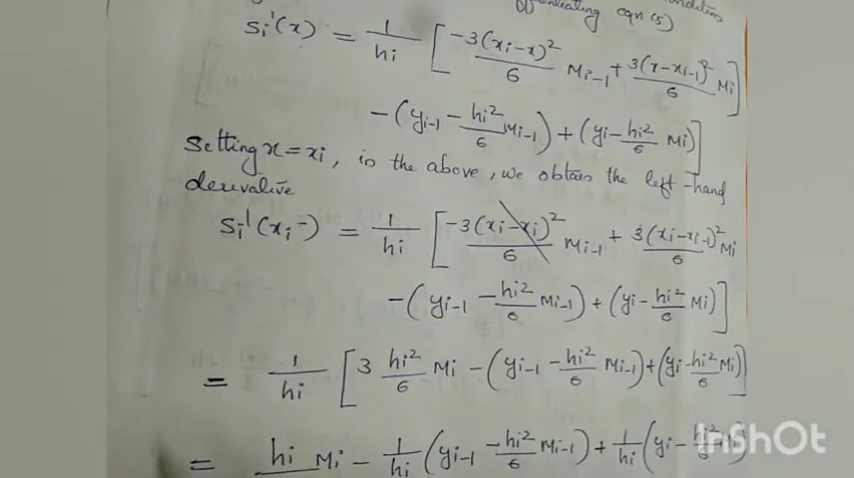 eqn (5)
Si'(x) = 1/hi [ -3(xi-x)²/6 Mi-1 + 3(x-xi-1)²/6 Mi]
-(yi-1 - hi²/6 Mi-1) + (yi - hi²/6 Mi)]
Setting x = xi, in the above, we obtain the left-hand
derivative
Si'(xi-) = 1/hi [ -3(xi-xi)²/6 Mi-1 + 3(xi-xi-1)²/6 Mi
-(yi-1 - hi²/6 Mi-1) + (yi - hi²/6 Mi)]
= 1/hi [ 3 hi²/6 Mi - (yi-1 - hi²/6 Mi-1) + (yi - hi²/6 Mi)]
= hi Mi - 1/hi (yi-1 - hi²/6 Mi-1) + 1/hi (yi - hi²/6 Mi)
InShOt